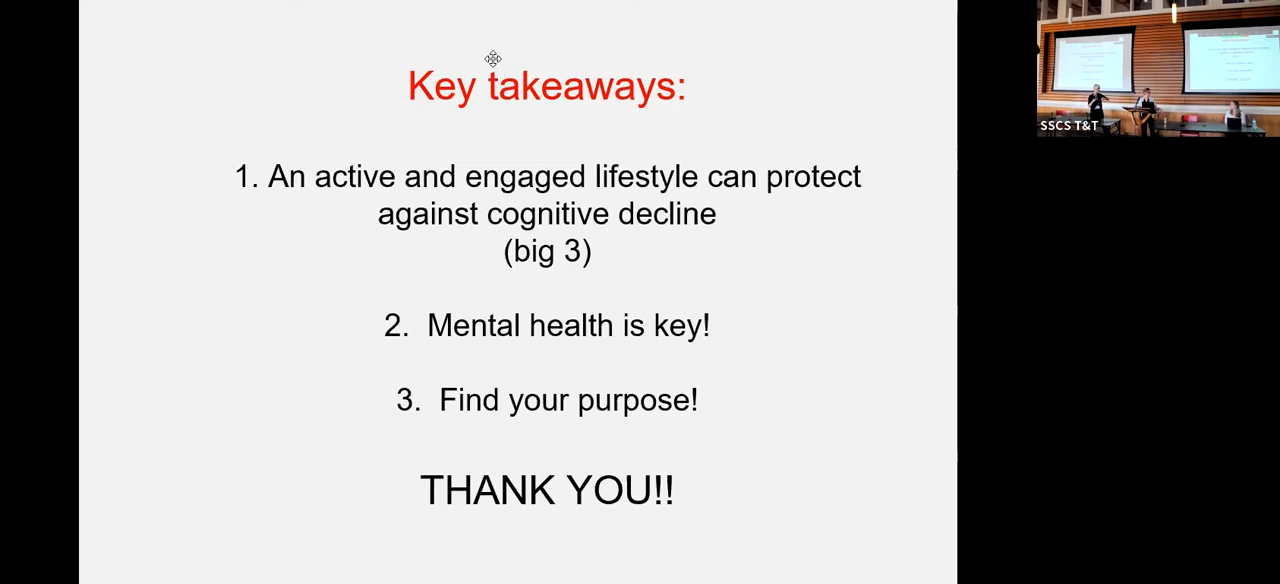 Key takeaways:
1. An active and engaged lifestyle can protect
against cognitive decline
(big 3)
2. Mental health is key!
3. Find your purpose!
THANK YOU!!
SSCS T&T